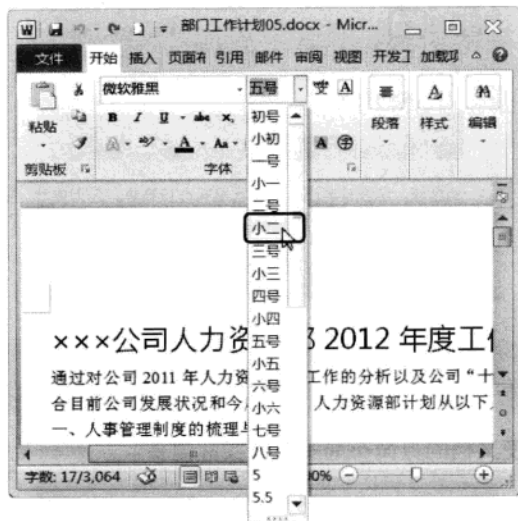 部门工作计划05.docx - Micr...
文件 开始 插入 页面布 引用 邮件 审阅 视图 开发工 加载项
微软雅黑 五号
粘贴 段落 样式 编辑
剪贴板 字体
初号
小初
一号
小一
二号
小二
三号
小三
四号
小四
五号
小五
六号
小六
七号
八号
5
5.5
×××公司人力资 2012 年度工
通过对公司 2011 年人力资 工作的分析以及公司“十
合目前公司发展状况和今 人力资源部计划从以下
一、人事管理制度的梳理
字数: 17/3,064 0%